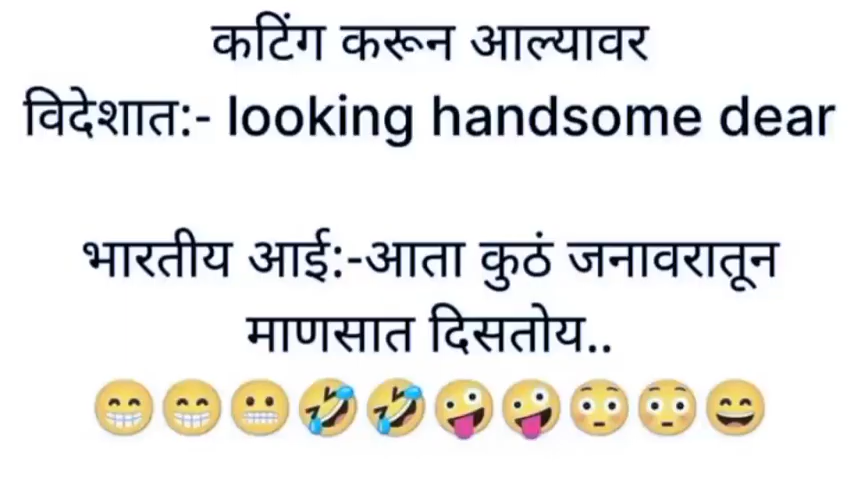 कटिंग करून आल्यावर
विदेशात:- looking handsome dear
भारतीय आई:-आता कुठं जनावरातून
माणसात दिसतोय..
😁😁😬🤣🤣🤪🤪😳😳😄